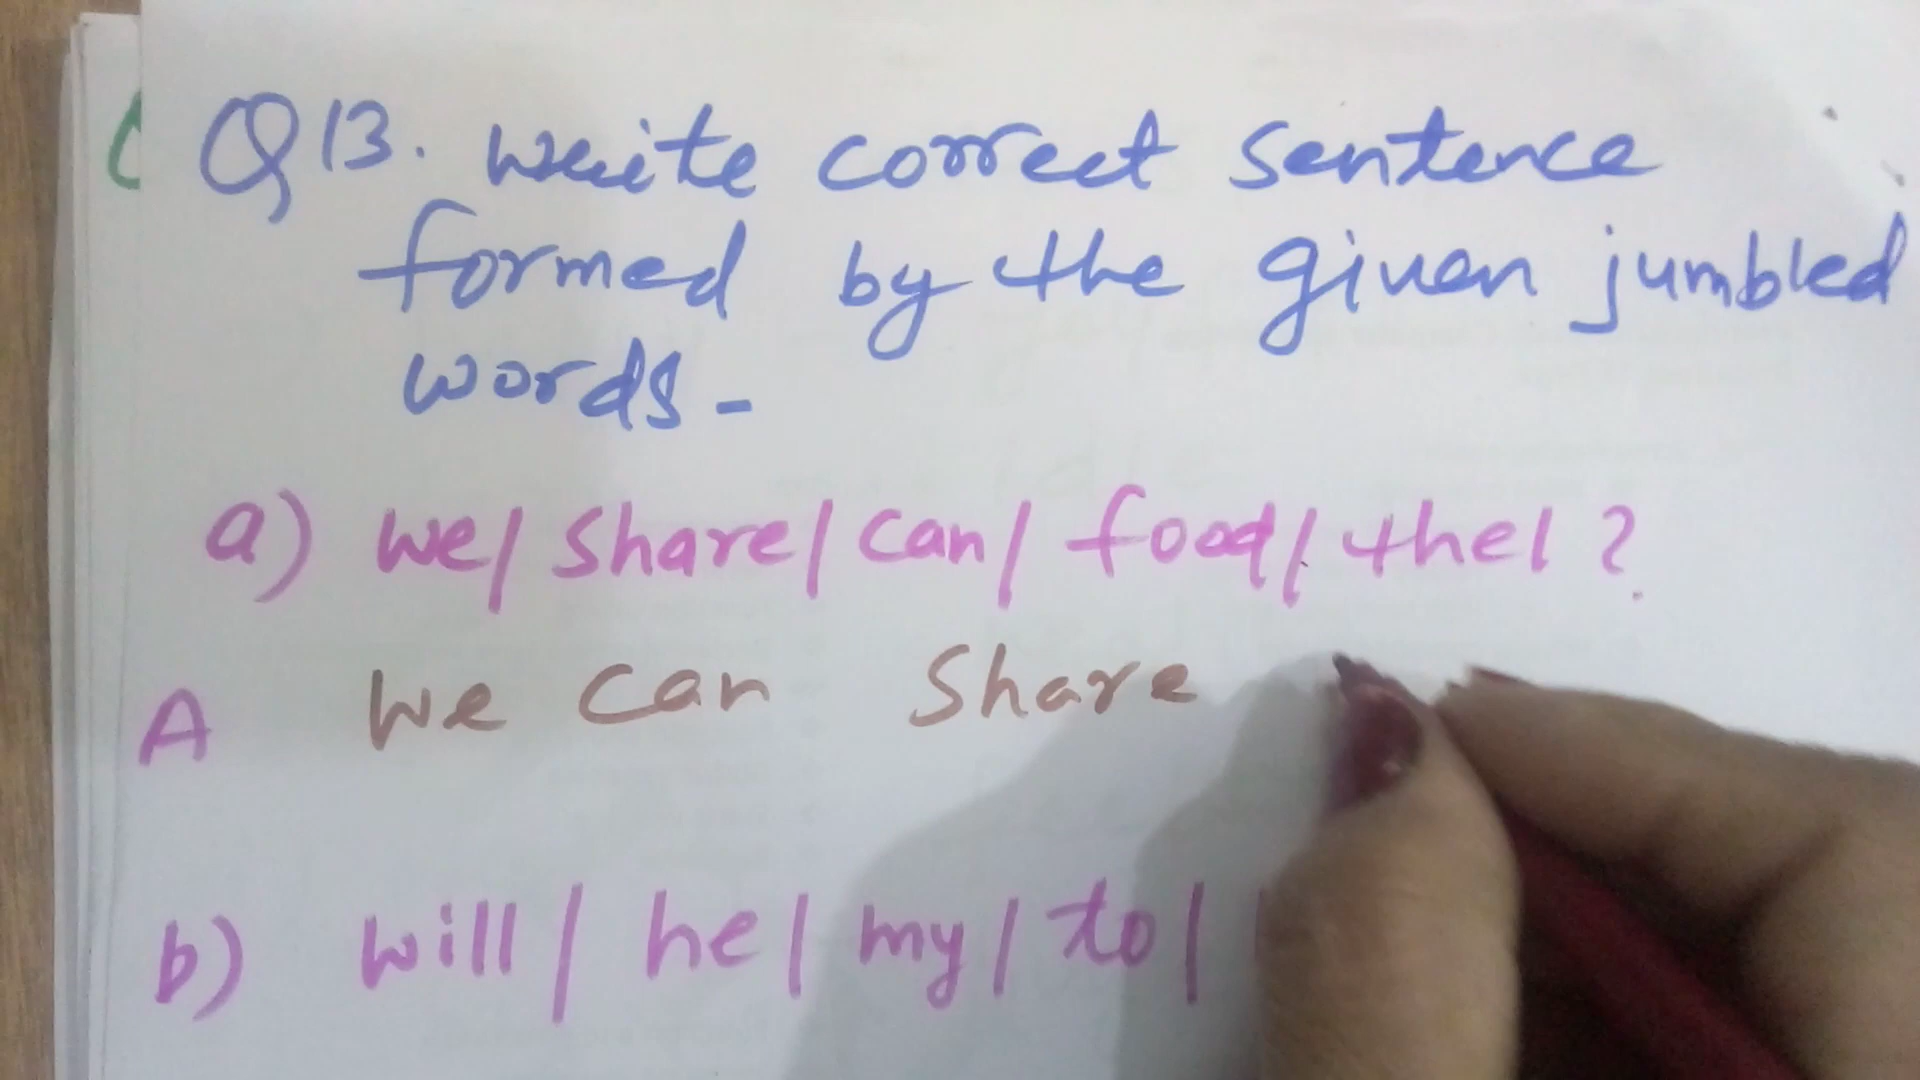 Q13. Write correct sentence
formed by the given jumbled
words-
a) we/ Share/ can/ food/ the/ ?
A we can Share
b) will/ he/ my/ to/